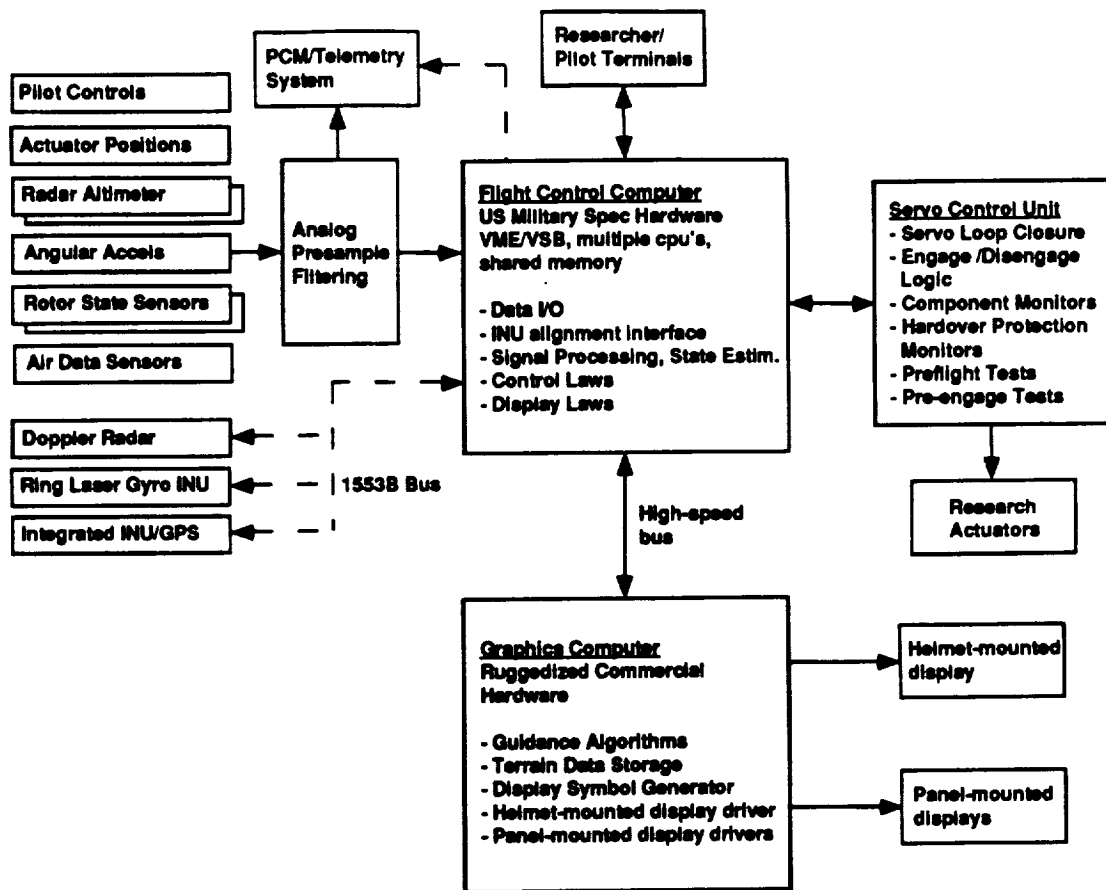 PCM/Telemetry
System
Researcher/
Pilot Terminals
Pilot Controls
Actuator Positions
Radar Altimeter
Angular Accels
Rotor State Sensors
Air Data Sensors
Analog
Presample
Filtering
Flight Control Computer
US Military Spec Hardware
VME/VSB, multiple cpu's,
shared memory
- Data I/O
- INU alignment interface
- Signal Processing, State Estim.
- Control Laws
- Display Laws
Servo Control Unit
- Servo Loop Closure
- Engage /Disengage
Logic
- Component Monitors
- Hardover Protection
Monitors
- Preflight Tests
- Pre-engage Tests
Doppler Radar
Ring Laser Gyro INU
Integrated INU/GPS
1553B Bus
High-speed
bus
Research
Actuators
Graphics Computer
Ruggedized Commercial
Hardware
- Guidance Algorithms
- Terrain Data Storage
- Display Symbol Generator
- Helmet-mounted display driver
- Panel-mounted display drivers
Helmet-mounted
display
Panel-mounted
displays